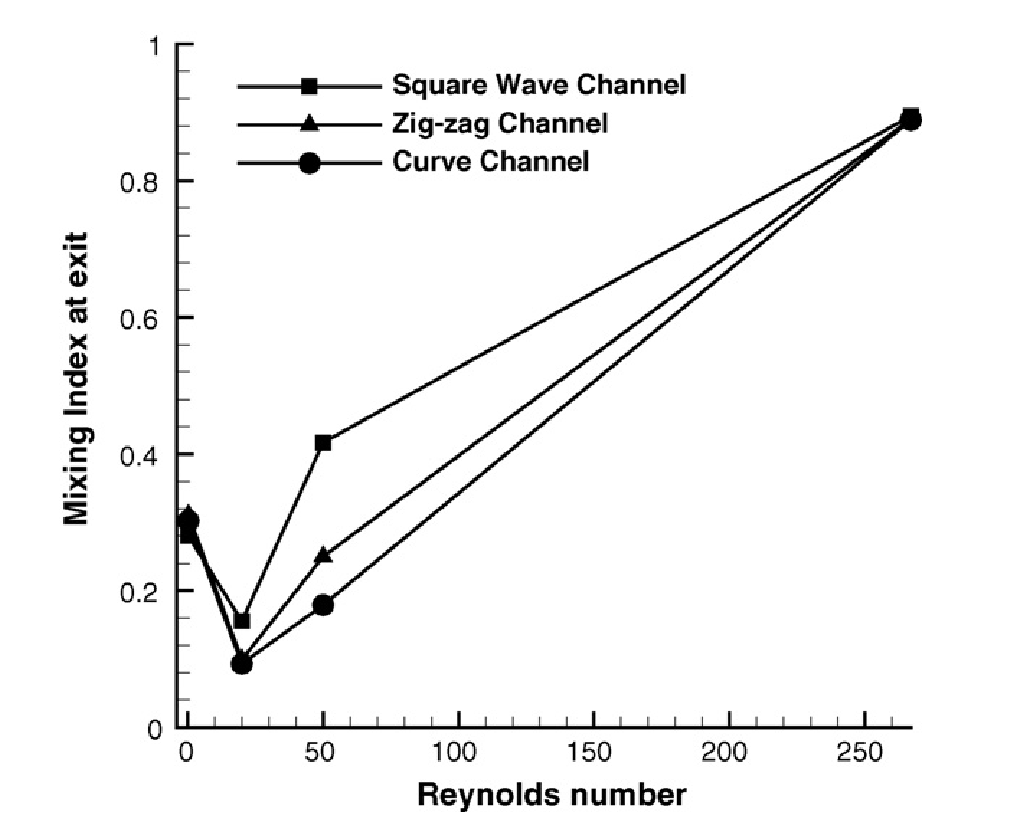 1
0.8
0.6
0.4
0.2
0
Mixing Index at exit
Square Wave Channel
Zig-zag Channel
Curve Channel
0 50 100 150 200 250
Reynolds number